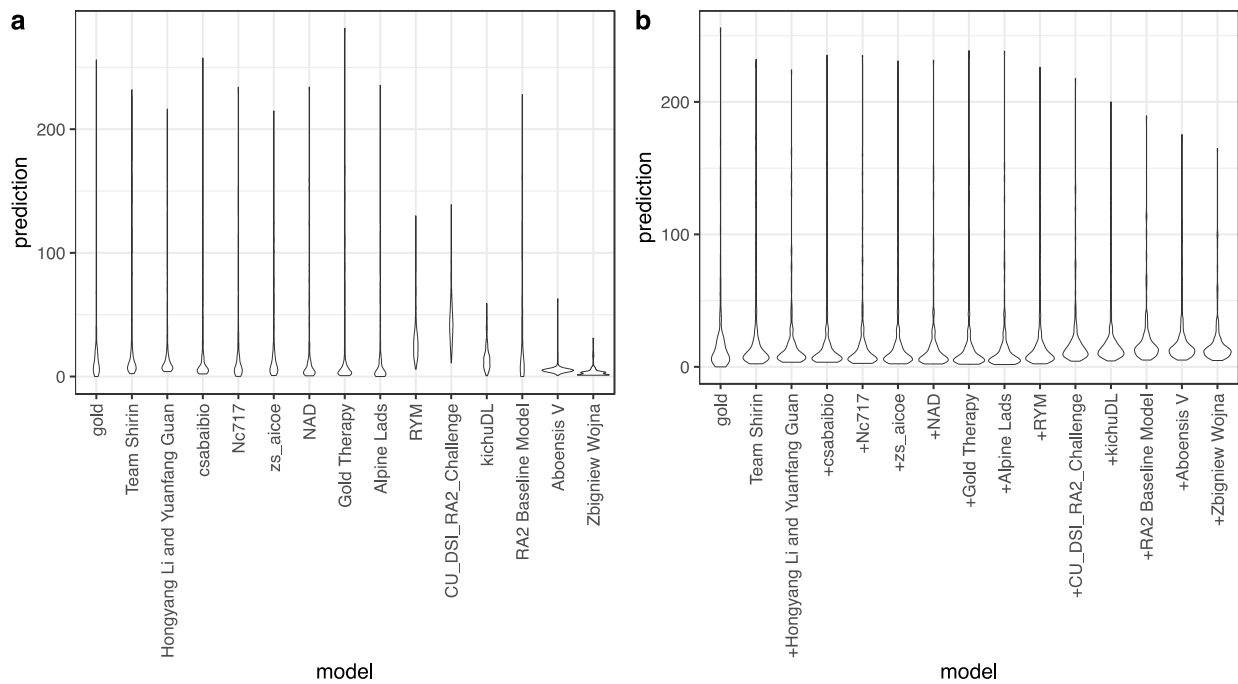 a
prediction
200
100
0
gold
Team Shirin
Hongyang Li and Yuanfang Guan
csabaibio
Nc717
zs_aicoe
NAD
Gold Therapy
Alpine Lads
RYM
CU_DSI_RA2_Challenge
kichuDL
RA2 Baseline Model
Aboensis V
Zbigniew Wojna
model
b
prediction
200
100
0
gold
Team Shirin
+Hongyang Li and Yuanfang Guan
+csabaibio
+Nc717
+zs_aicoe
+NAD
+Gold Therapy
+Alpine Lads
+RYM
+CU_DSI_RA2_Challenge
+kichuDL
+RA2 Baseline Model
+Aboensis V
+Zbigniew Wojna
model